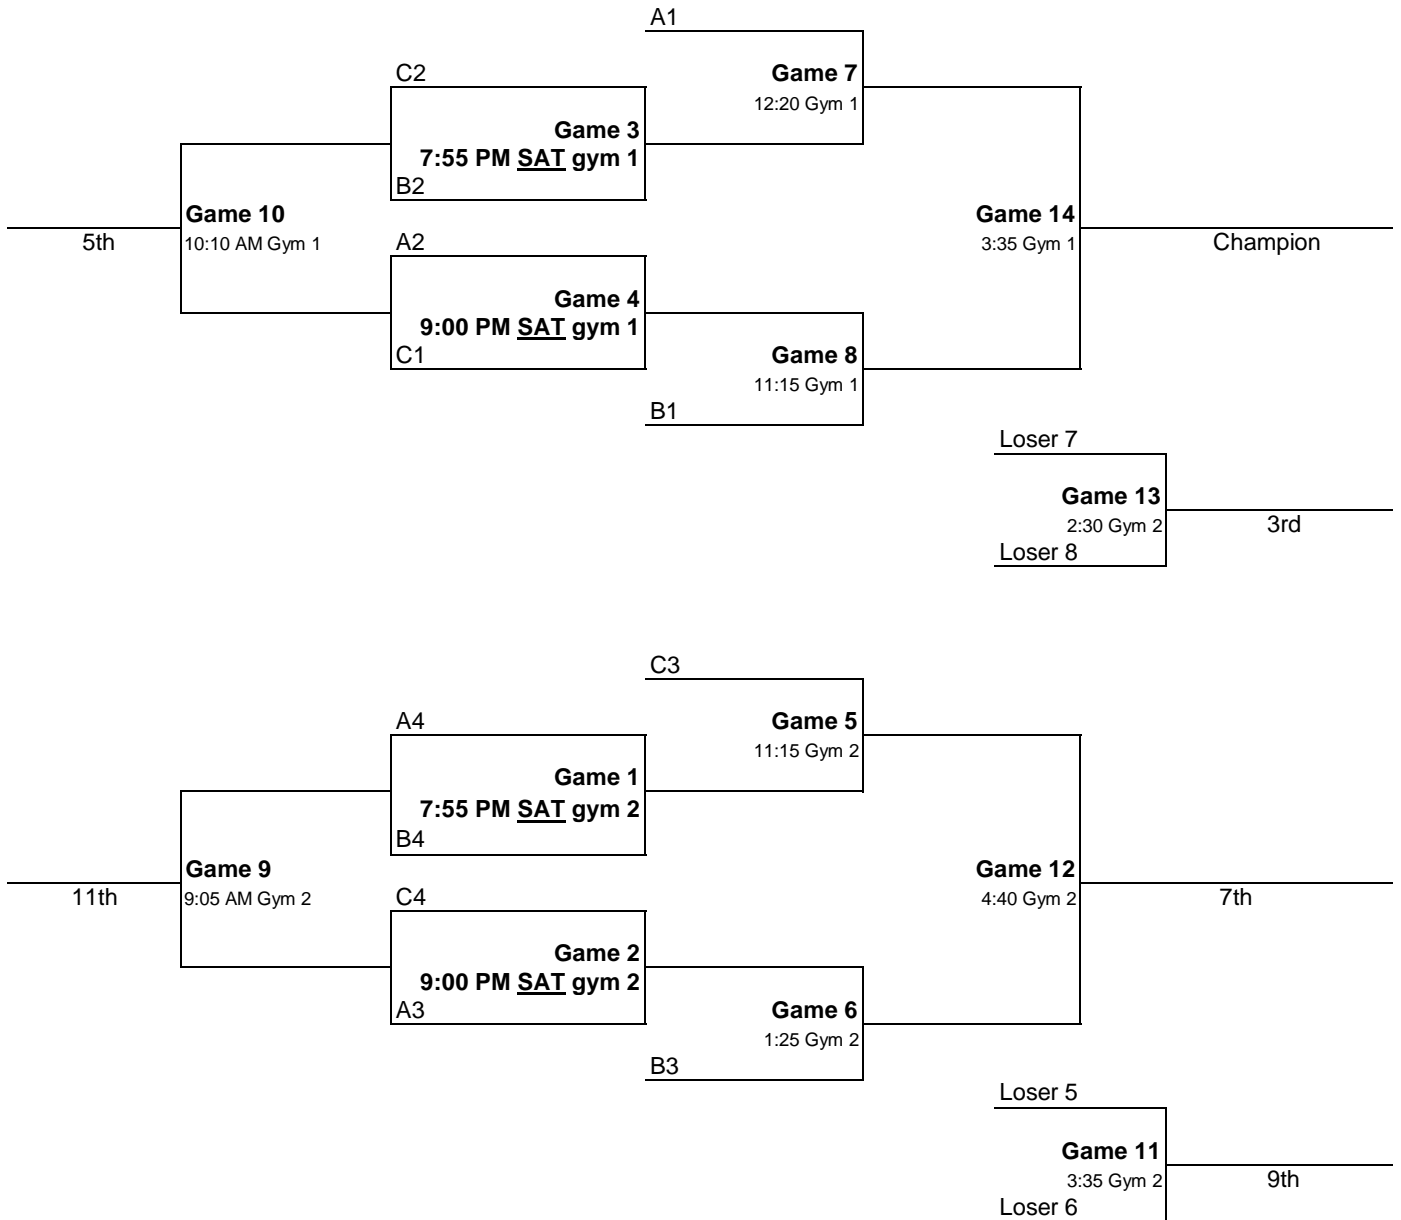 A1
C2
Game 7
12:20 Gym 1
Game 3
7:55 PM SAT gym 1
B2
Game 10
10:10 AM Gym 1
5th
A2
Game 14
3:35 Gym 1
Champion
Game 4
9:00 PM SAT gym 1
C1
Game 8
11:15 Gym 1
B1
Loser 7
Game 13
2:30 Gym 2
3rd
Loser 8
C3
A4
Game 5
11:15 Gym 2
Game 1
7:55 PM SAT gym 2
B4
Game 9
9:05 AM Gym 2
11th
C4
Game 12
4:40 Gym 2
7th
Game 2
9:00 PM SAT gym 2
A3
Game 6
1:25 Gym 2
B3
Loser 5
Game 11
3:35 Gym 2
9th
Loser 6